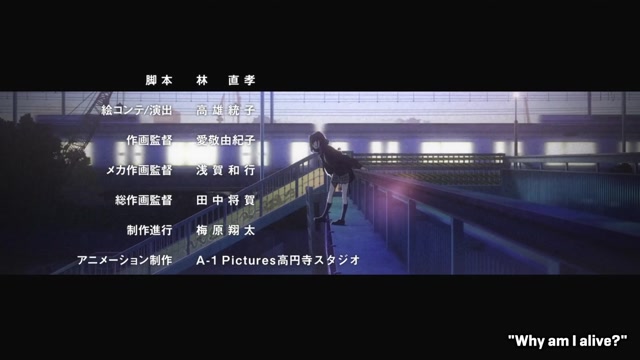 脚本 林 直孝
絵コンテ/演出 高雄統子
作画監督 愛敬由紀子
メカ作画監督 浅賀和行
総作画監督 田中将賀
制作進行 梅原翔太
アニメーション制作 A-1 Pictures高円寺スタジオ
"Why am I alive?"